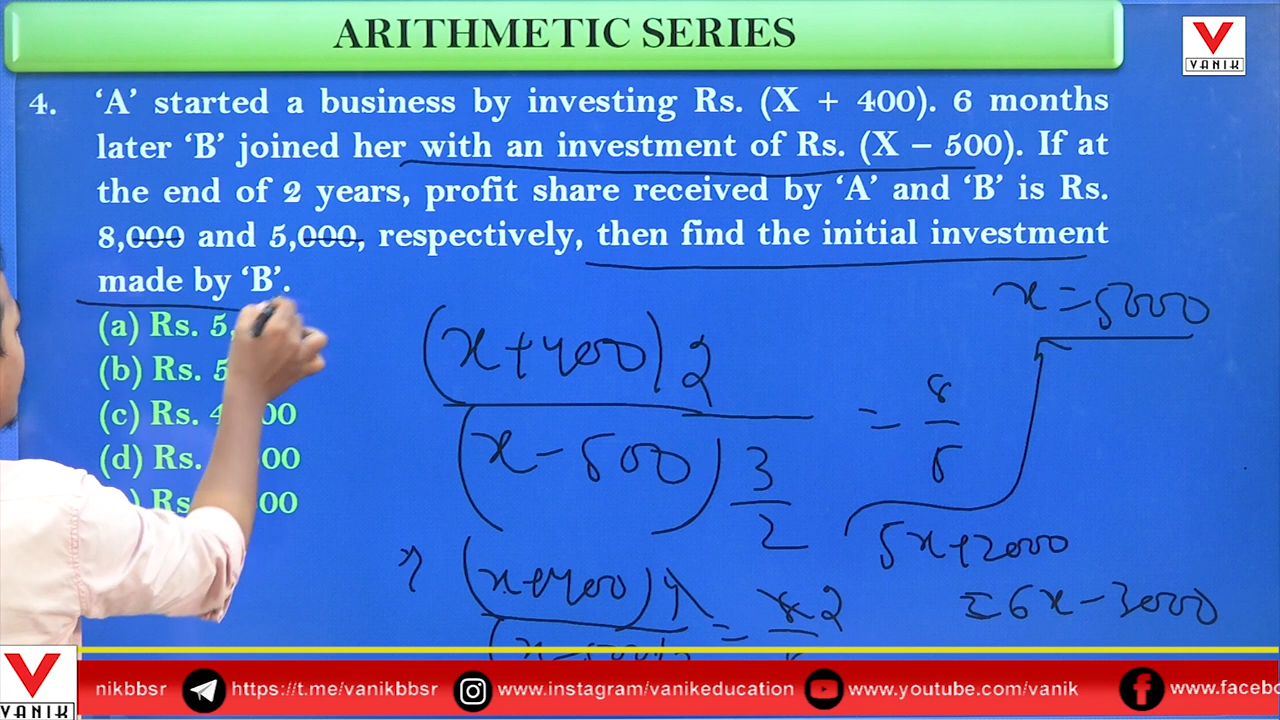 ARITHMETIC SERIES
VANIK
4. ‘A’ started a business by investing Rs. (X + 400). 6 months
later ‘B’ joined her with an investment of Rs. (X – 500). If at
the end of 2 years, profit share received by ‘A’ and ‘B’ is Rs.
8,000 and 5,000, respectively, then find the initial investment
made by ‘B’.
(a) Rs. 5,
(b) Rs. 5
(c) Rs. 4 00
(d) Rs. 00
Rs. 00
x = 5000
(x+400) 2
= 8
(x-500) 3
5
2
5x+2000
(x+400) 4
= 2
= 6x-3000
VANIK
nikbbsr
https://t.me/vanikbbsr
www.instagram/vanikeducation
www.youtube.com/vanik
www.facebo